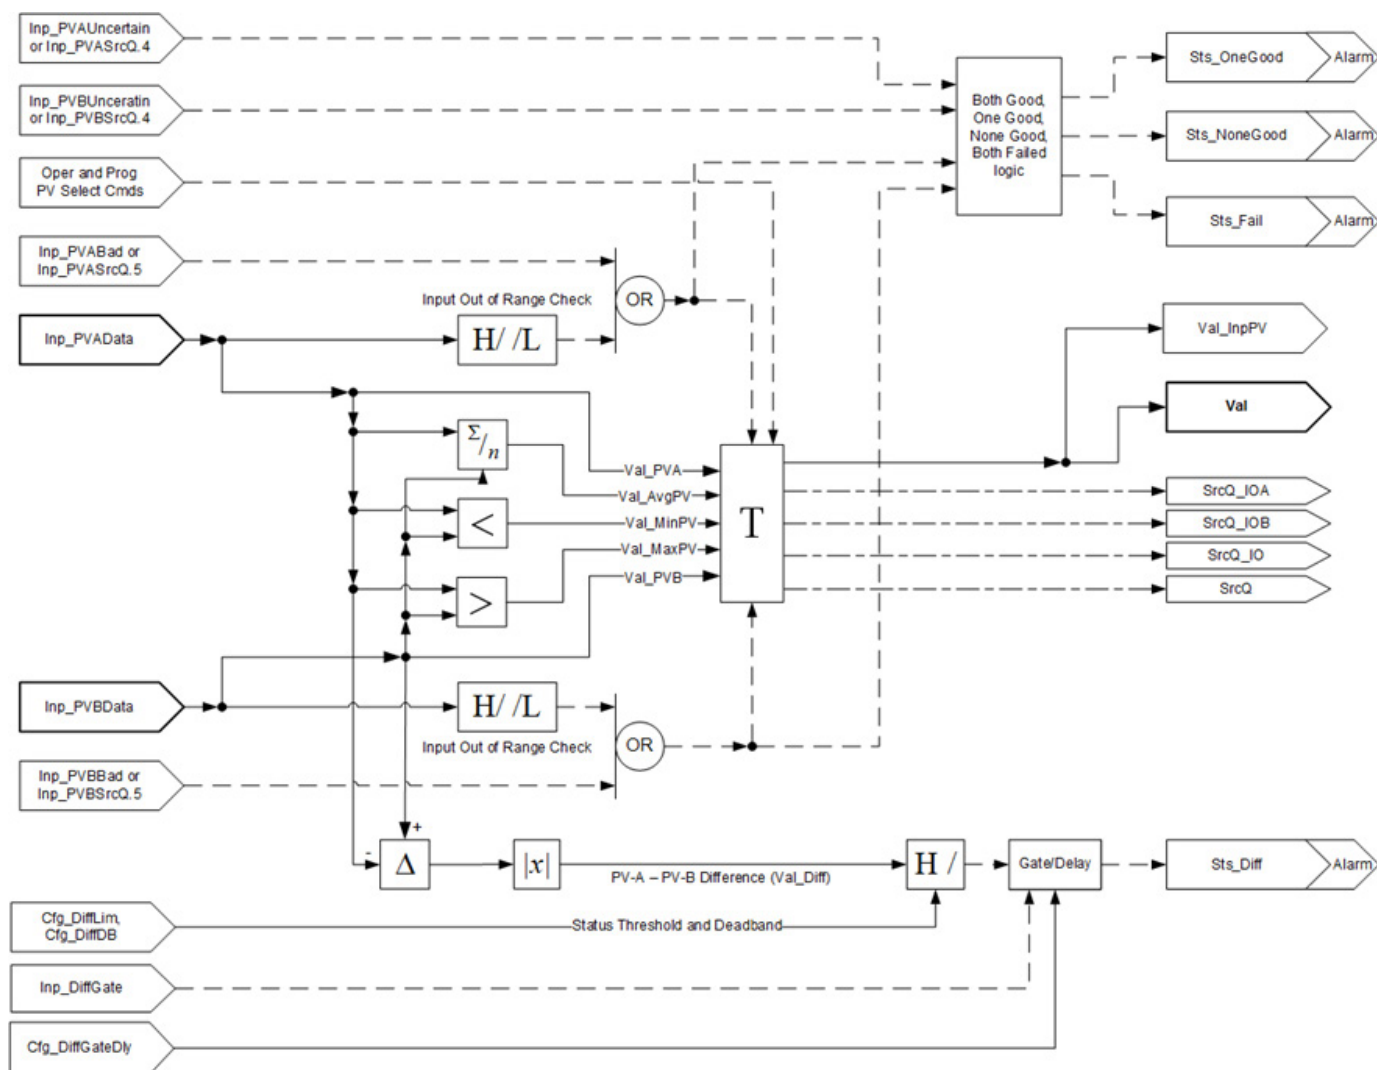 Inp_PVAUncertain
or Inp_PVASrcQ.4
Inp_PVBUnceratin
or Inp_PVBSrcQ.4
Oper and Prog
PV Select Cmds
Inp_PVABad or
Inp_PVASrcQ.5
Inp_PVAData
Input Out of Range Check
H/ /L
OR
Both Good,
One Good,
None Good,
Both Failed
logic
Sts_OneGood
Alarm
Sts_NoneGood
Alarm
Sts_Fail
Alarm
Val_InpPV
Val
Σ/n
<
>
Val_PVA
Val_AvgPV
Val_MinPV
Val_MaxPV
Val_PVB
T
SrcQ_IOA
SrcQ_IOB
SrcQ_IO
SrcQ
Inp_PVBData
H/ /L
Input Out of Range Check
OR
Inp_PVBBad or
Inp_PVBSrcQ.5
+
-
Δ
|x|
PV-A – PV-B Difference (Val_Diff)
H /
Gate/Delay
Sts_Diff
Alarm
Cfg_DiffLim,
Cfg_DiffDB
Status Threshold and Deadband
Inp_DiffGate
Cfg_DiffGateDly